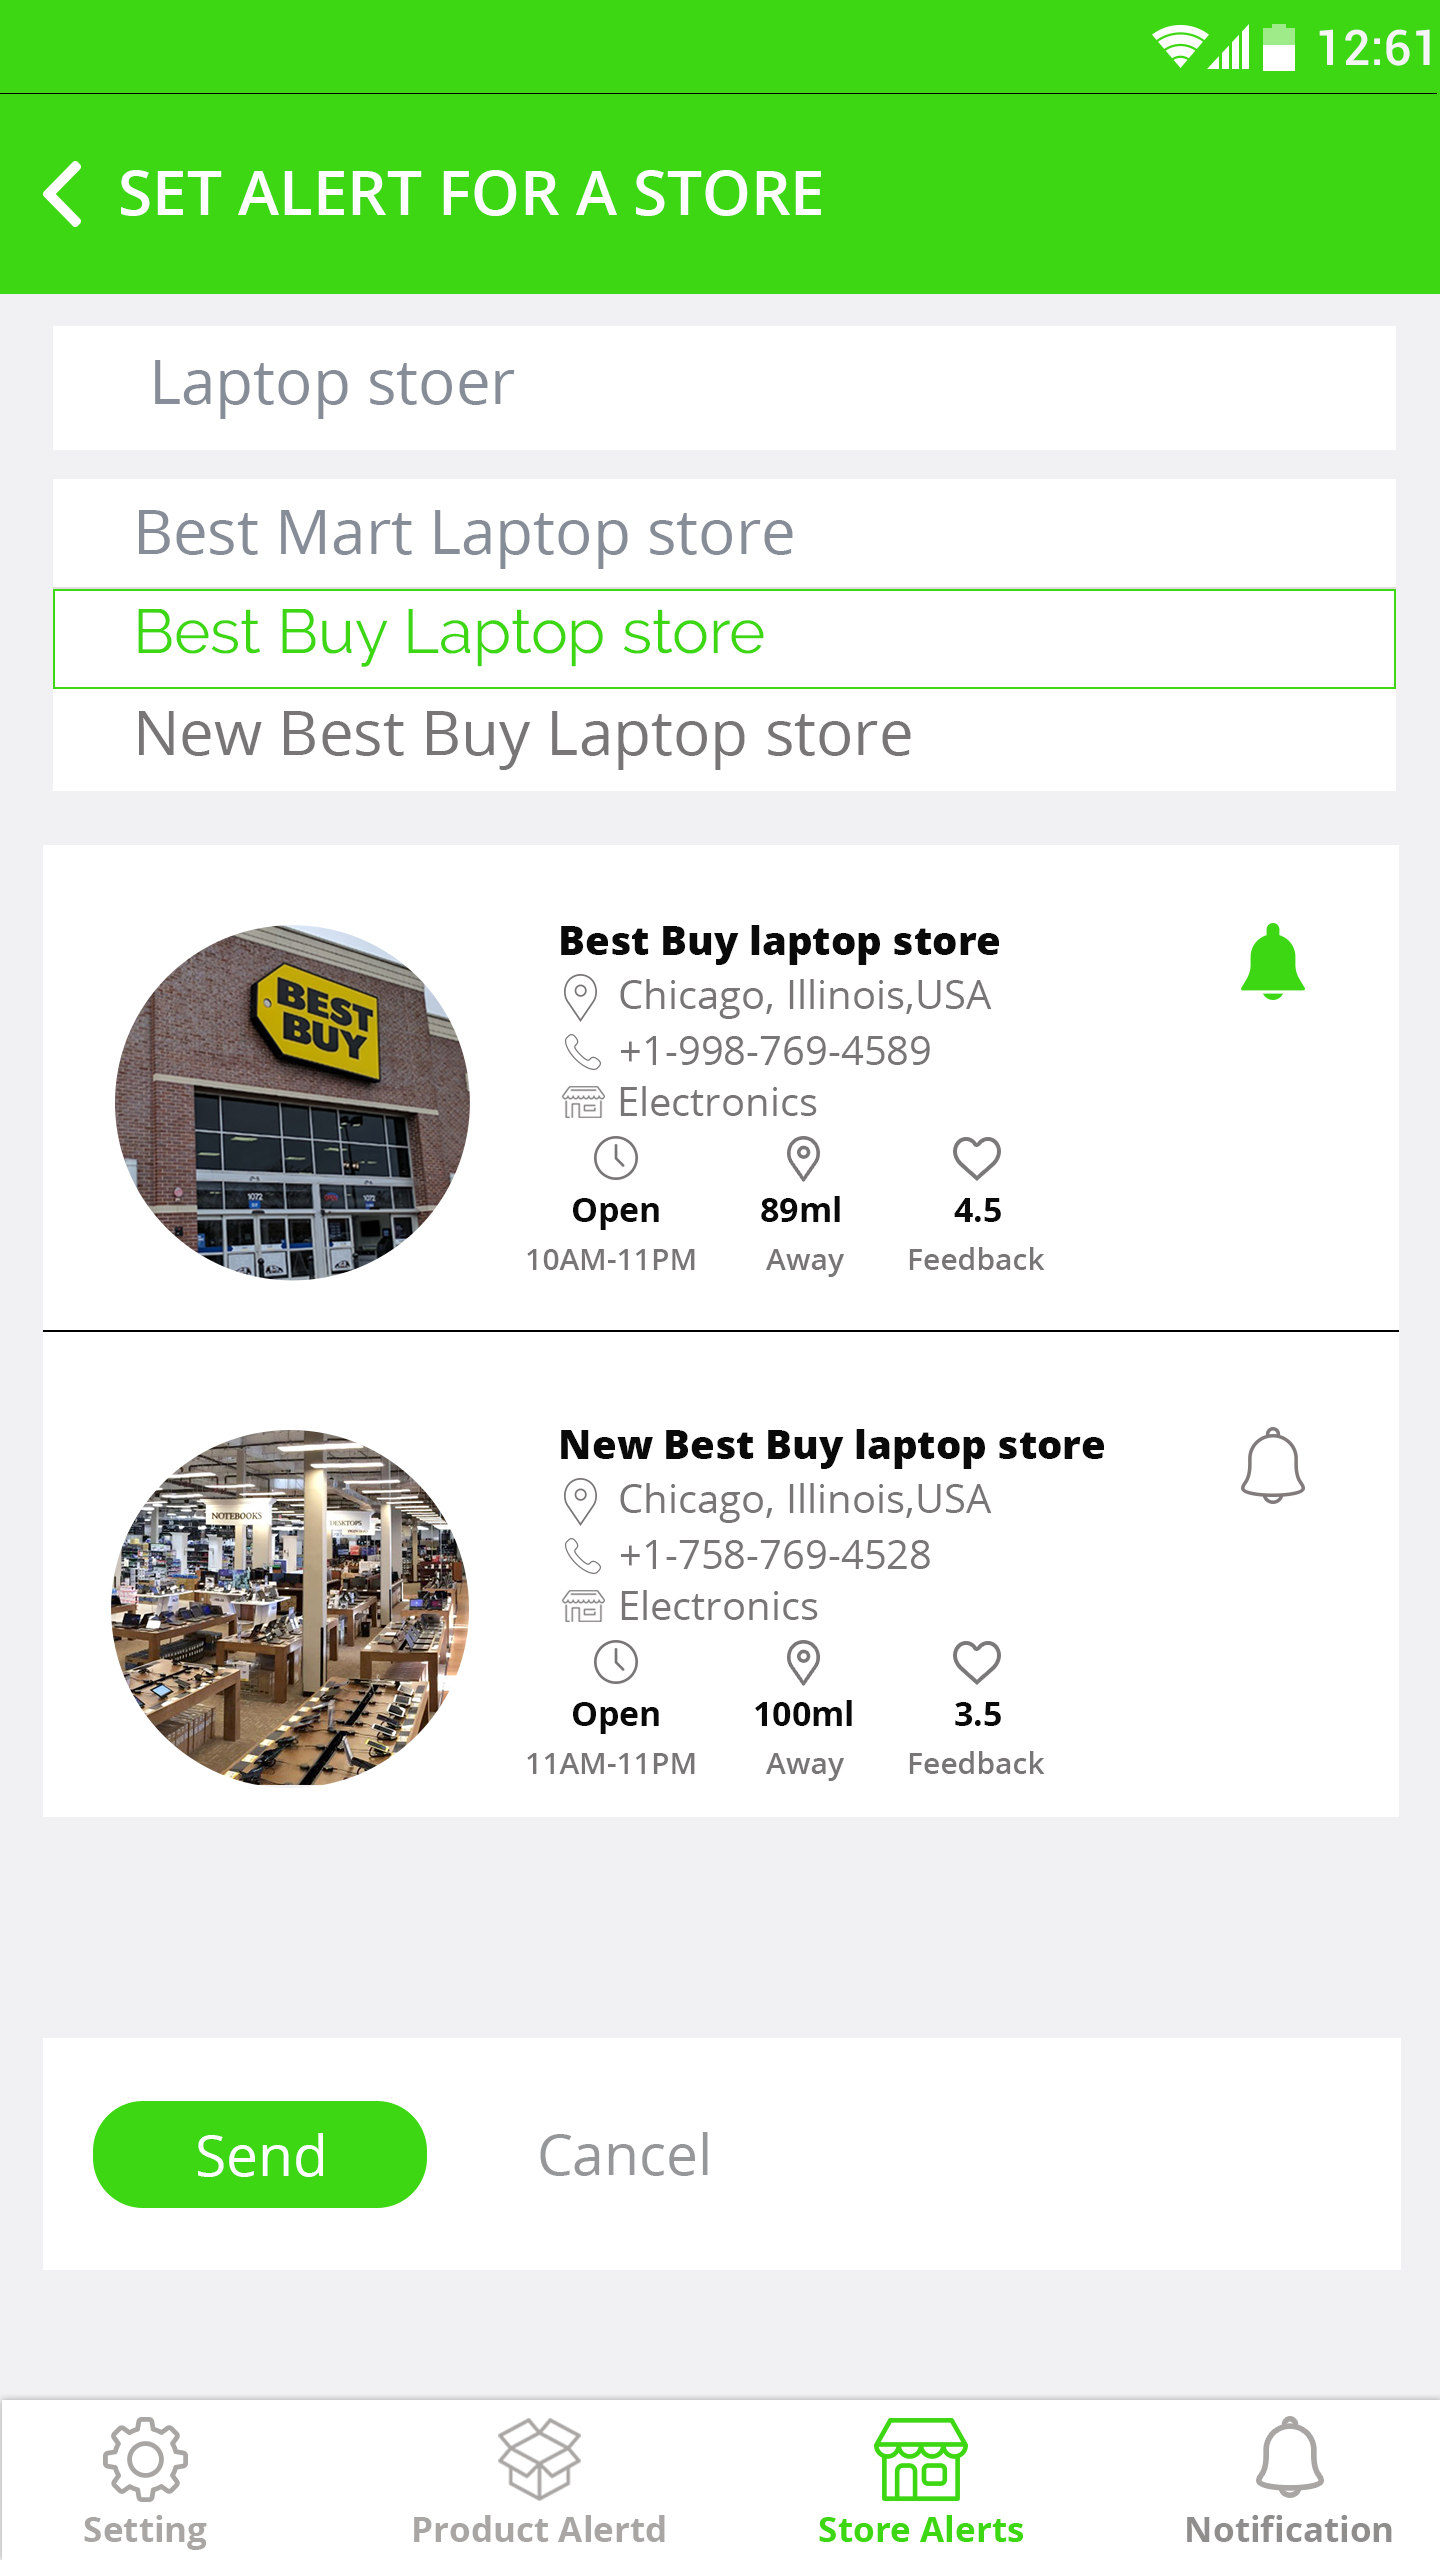 12:61
SET ALERT FOR A STORE
Laptop stoer
Best Mart Laptop store
Best Buy Laptop store
New Best Buy Laptop store
BEST
BUY
1072
1072
Best Buy laptop store
Chicago, Illinois,USA
+1-998-769-4589
Electronics
Open 89ml 4.5
10AM-11PM Away Feedback
NOTEBOOKS
DESKTOPS
New Best Buy laptop store
Chicago, Illinois,USA
+1-758-769-4528
Electronics
Open 100ml 3.5
11AM-11PM Away Feedback
Send Cancel
Setting Product Alertd Store Alerts Notification